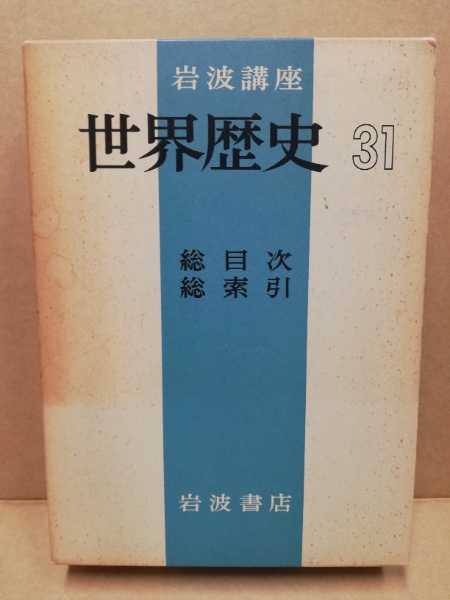 岩波講座
世界歴史 31
総目次
総索引
岩波書店